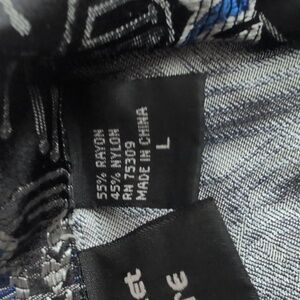 55% RAYON
45% NYLON
RN 75309
MADE IN CHINA
L